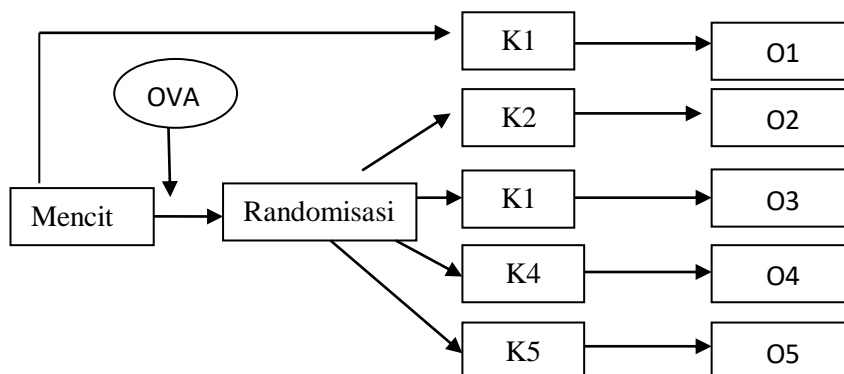 K1
O1
OVA
K2
O2
Mencit
Randomisasi
K1
O3
K4
O4
K5
O5